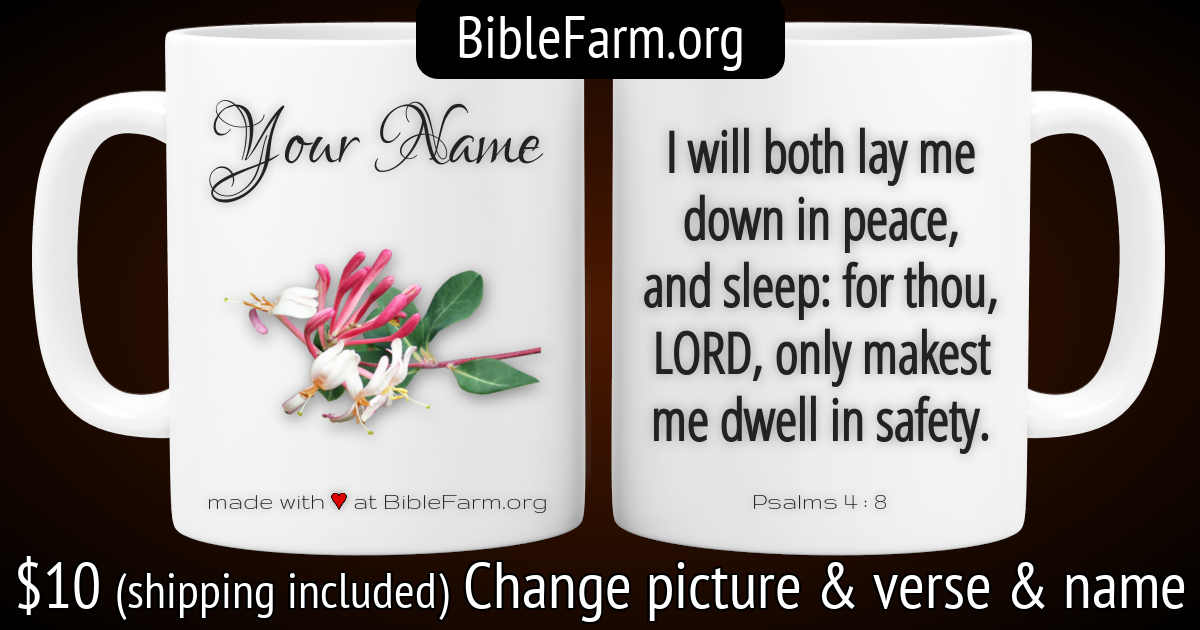 BibleFarm.org
Your Name
made with ♥ at BibleFarm.org
I will both lay me
down in peace,
and sleep: for thou,
LORD, only makest
me dwell in safety.
Psalms 4 : 8
$10 (shipping included) Change picture & verse & name